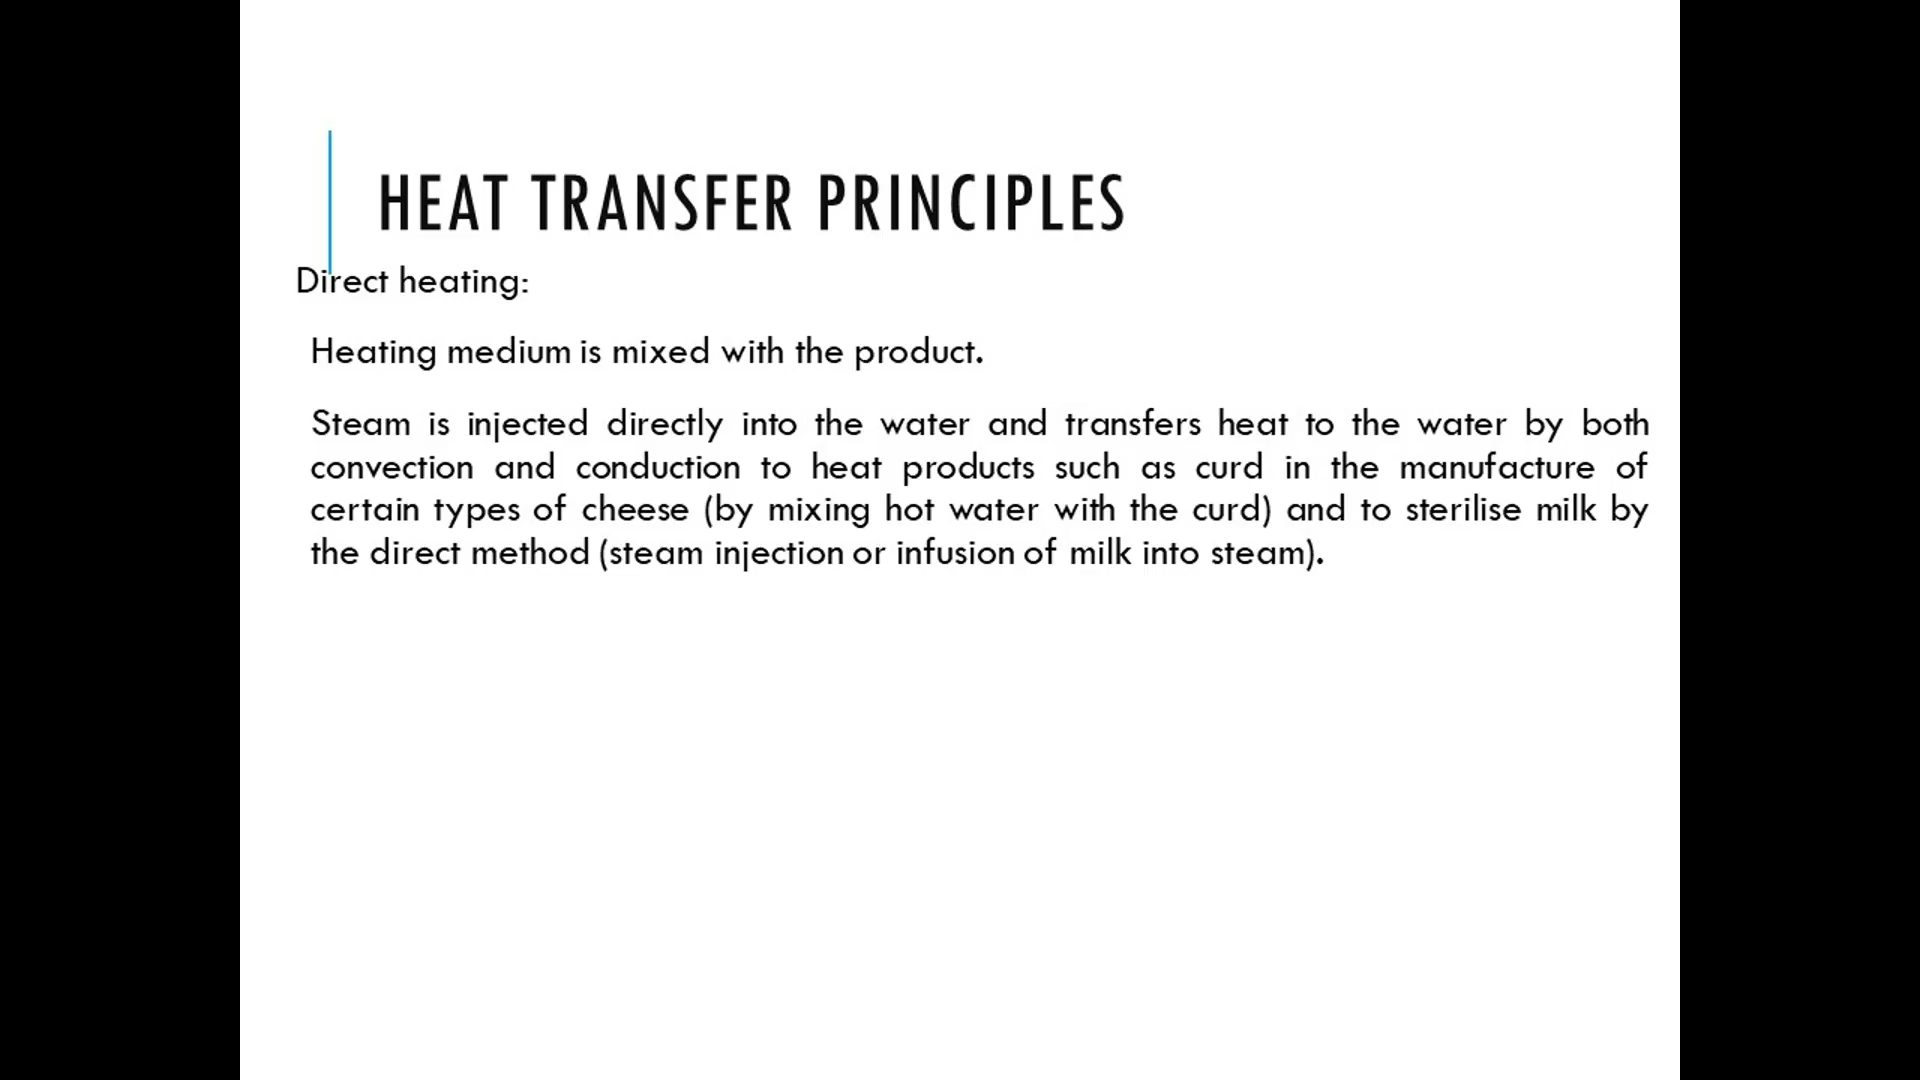 HEAT TRANSFER PRINCIPLES
Direct heating:
Heating medium is mixed with the product.
Steam is injected directly into the water and transfers heat to the water by both
convection and conduction to heat products such as curd in the manufacture of
certain types of cheese (by mixing hot water with the curd) and to sterilise milk by
the direct method (steam injection or infusion of milk into steam).